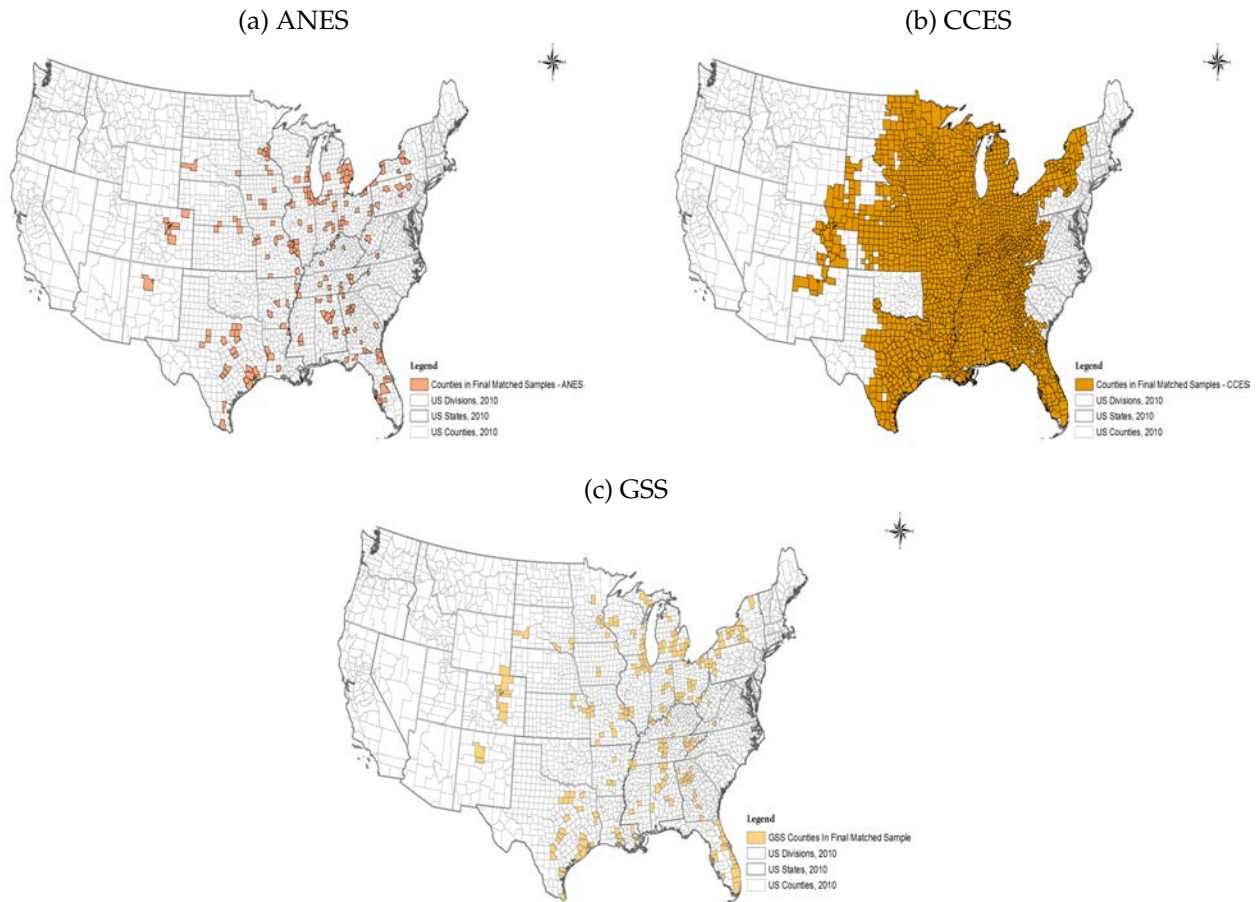 (a) ANES
(b) CCES
Legend
Counties in Final Matched Samples - ANES
US Divisions, 2010
US States, 2010
US Counties, 2010
Legend
Counties in Final Matched Samples - CCES
US Divisions, 2010
US States, 2010
US Counties, 2010
(c) GSS
Legend
GSS Counties In Final Matched Sample
US Divisions, 2010
US States, 2010
US Counties, 2010